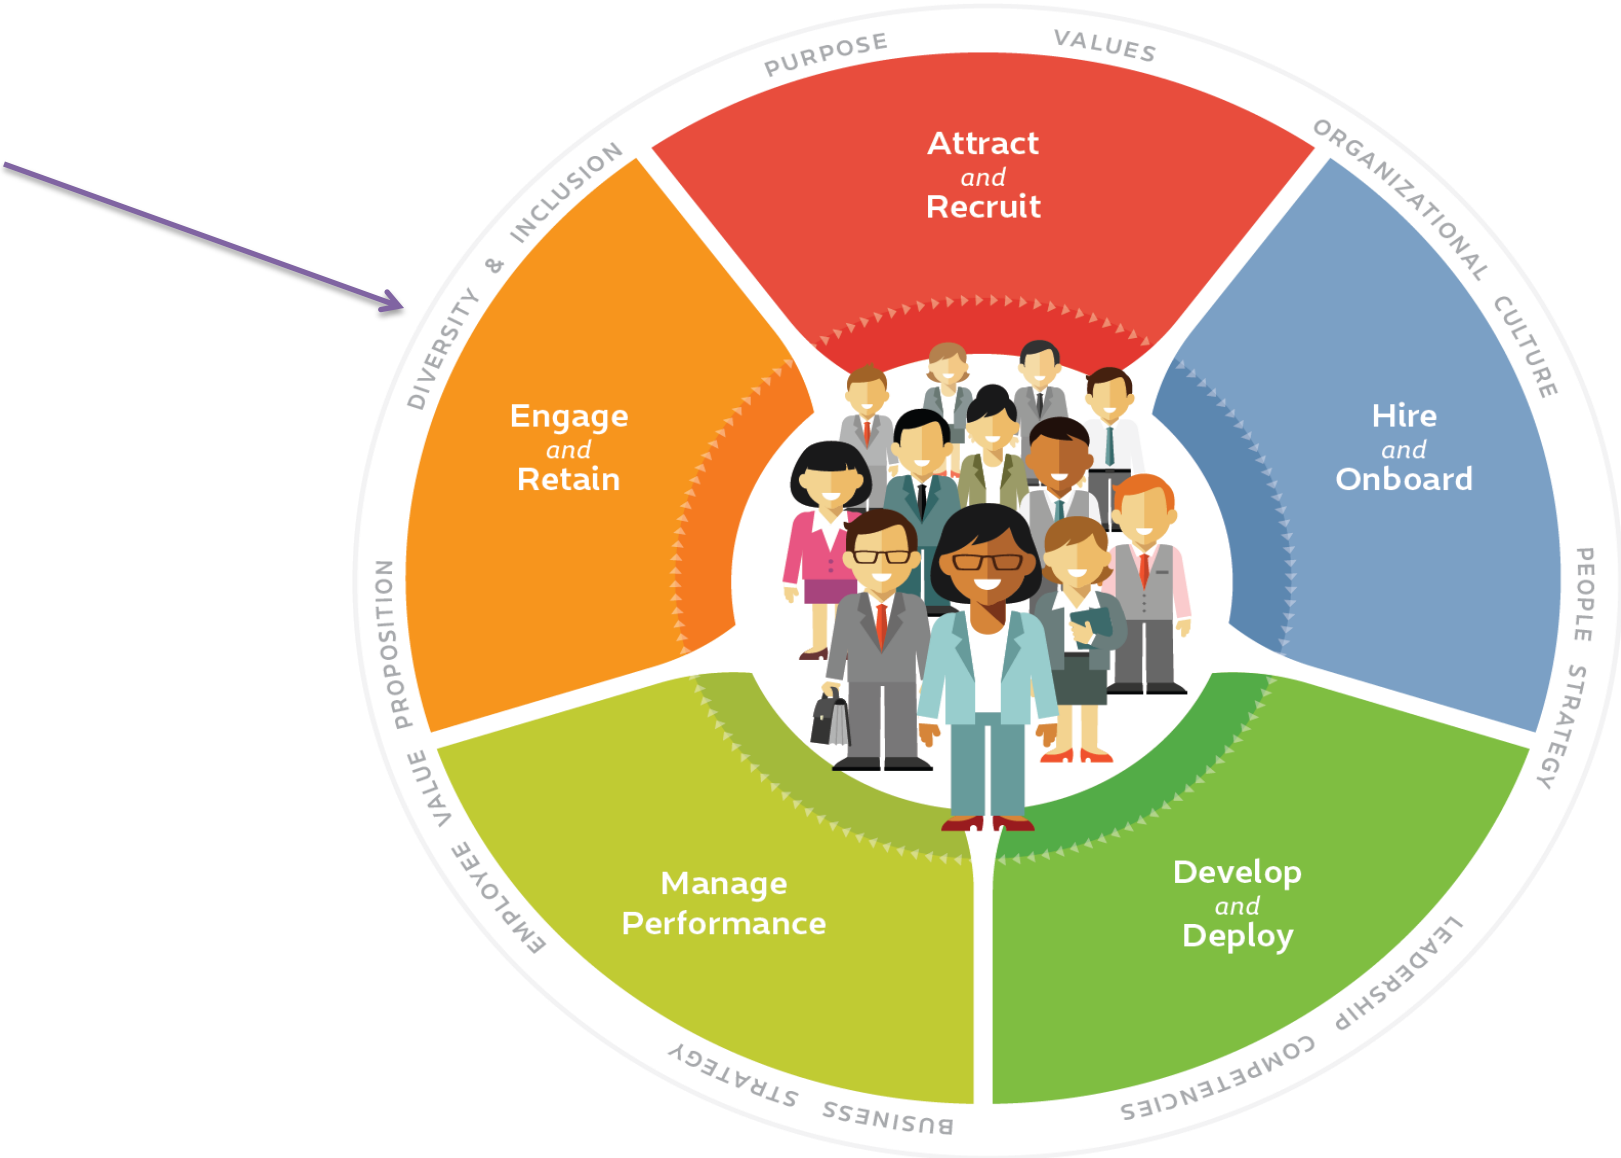 PURPOSE
VALUES
ORGANIZATIONAL CULTURE
PEOPLE STRATEGY
LEADERSHIP COMPETENCIES
BUSINESS STRATEGY
EMPLOYEE VALUE PROPOSITION
DIVERSITY & INCLUSION
Attract
and
Recruit
Hire
and
Onboard
Develop
and
Deploy
Manage
Performance
Engage
and
Retain